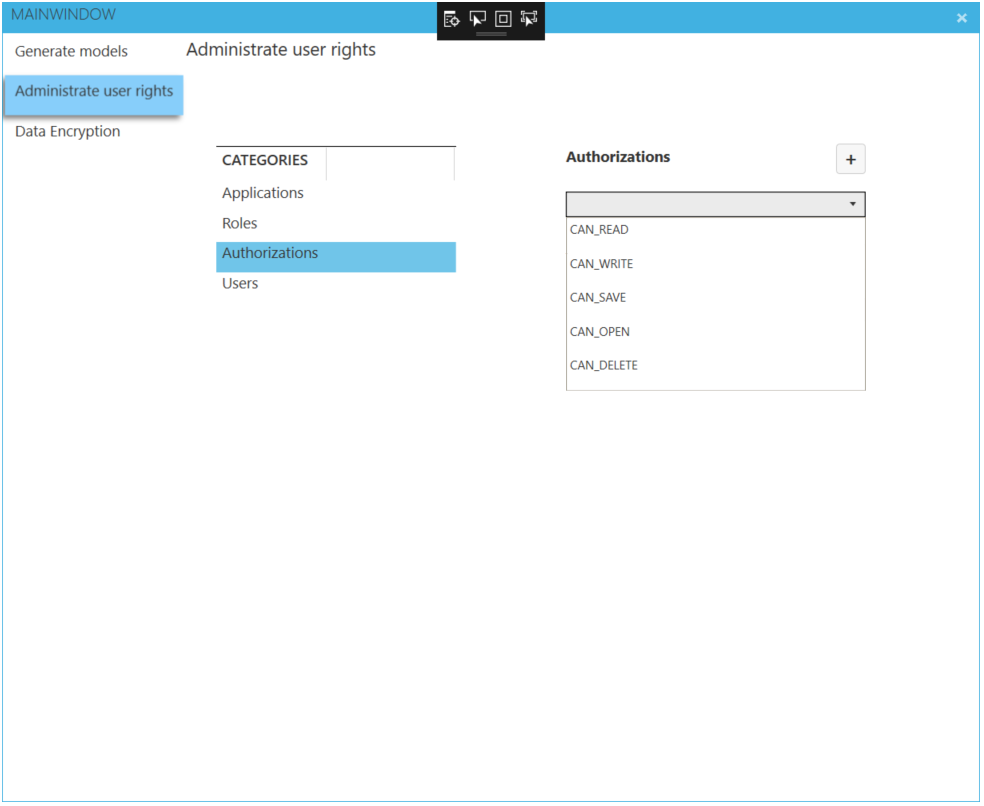 MAINWINDOW
Generate models
Administrate user rights
Data Encryption
Administrate user rights
CATEGORIES
Applications
Roles
Authorizations
Users
Authorizations
+
CAN_READ
CAN_WRITE
CAN_SAVE
CAN_OPEN
CAN_DELETE